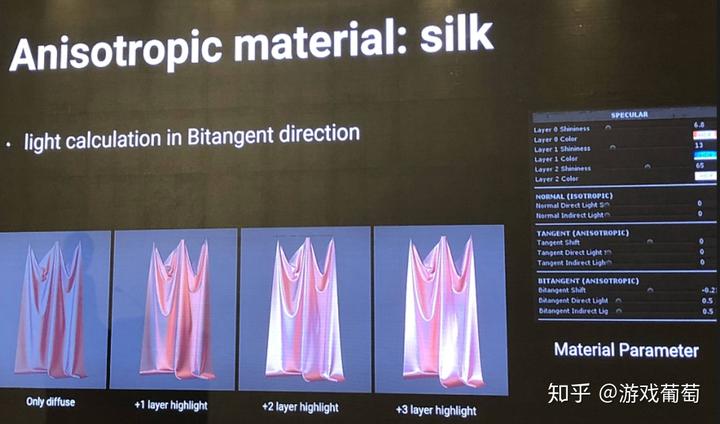 Anisotropic material: silk
• light calculation in Bitangent direction
SPECULAR
Layer 0 Shininess 6.8
Layer 0 Color
Layer 1 Shininess 13
Layer 1 Color
Layer 2 Shininess 65
Layer 2 Color
NORMAL (ISOTROPIC)
Normal Direct Light S 0
Normal Indirect Light 0
TANGENT (ANISOTROPIC)
Tangent Shift 0
Tangent Direct Light 0
Tangent Indirect Ligh 0
BITANGENT (ANISOTROPIC)
Bitangent Shift -0.2
Bitangent Direct Light 0.5
Bitangent Indirect Lig 0.5
Material Parameter
Only diffuse
+1 layer highlight
+2 layer highlight
+3 layer highlight
知乎 @游戏葡萄